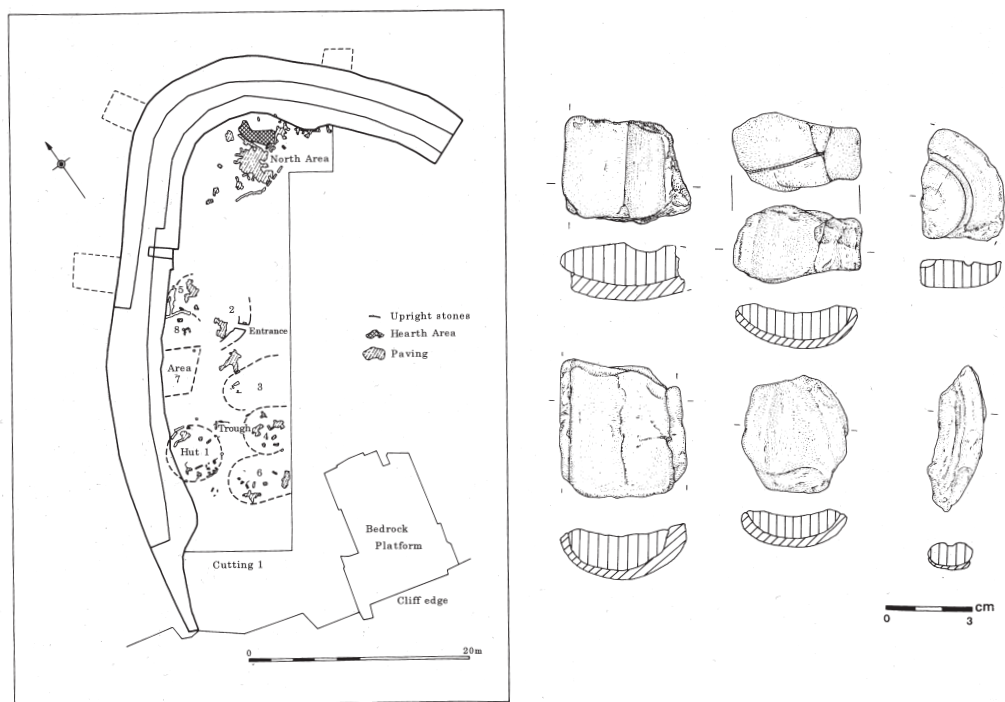 North Area
5
2
8
Entrance
Upright stones
Hearth Area
Paving
Area
7
3
Trough
4
Hut 1
6
Bedrock
Platform
Cutting 1
Cliff edge
0
20m
cm
0
3